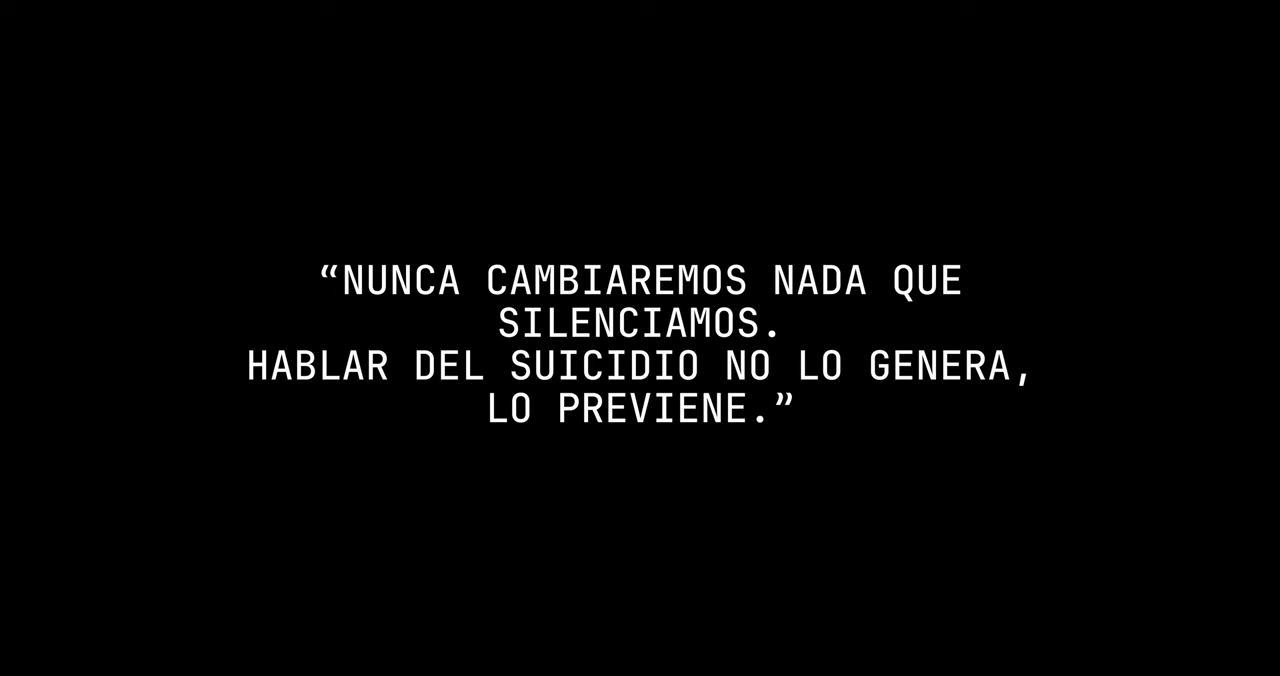 “NUNCA CAMBIAREMOS NADA QUE
SILENCIAMOS.
HABLAR DEL SUICIDIO NO LO GENERA,
LO PREVIENE.”